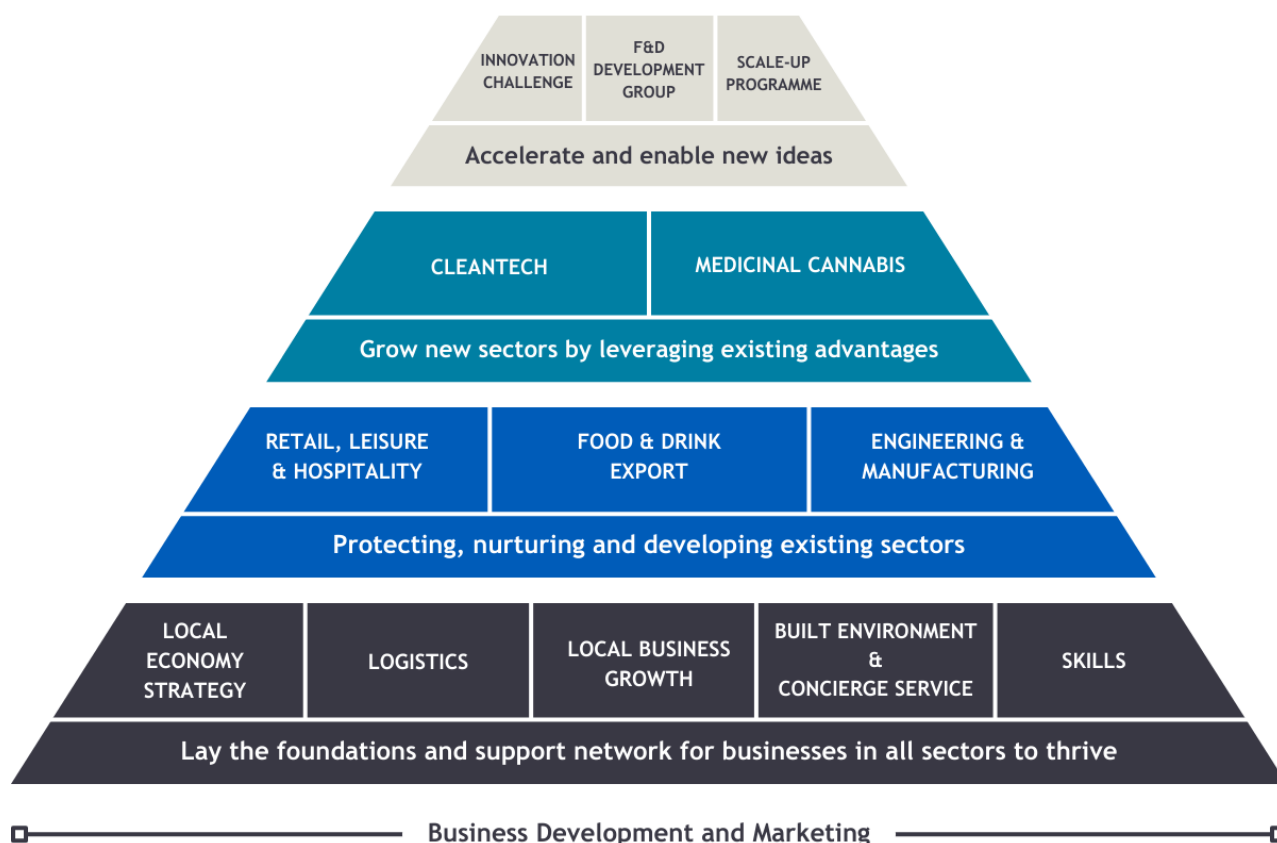 INNOVATION
CHALLENGE
F&D
DEVELOPMENT
GROUP
SCALE-UP
PROGRAMME
Accelerate and enable new ideas
CLEANTECH
MEDICINAL CANNABIS
Grow new sectors by leveraging existing advantages
RETAIL, LEISURE
& HOSPITALITY
FOOD & DRINK
EXPORT
ENGINEERING &
MANUFACTURING
Protecting, nurturing and developing existing sectors
LOCAL
ECONOMY
STRATEGY
LOGISTICS
LOCAL BUSINESS
GROWTH
BUILT ENVIRONMENT
&
CONCIERGE SERVICE
SKILLS
Lay the foundations and support network for businesses in all sectors to thrive
Business Development and Marketing